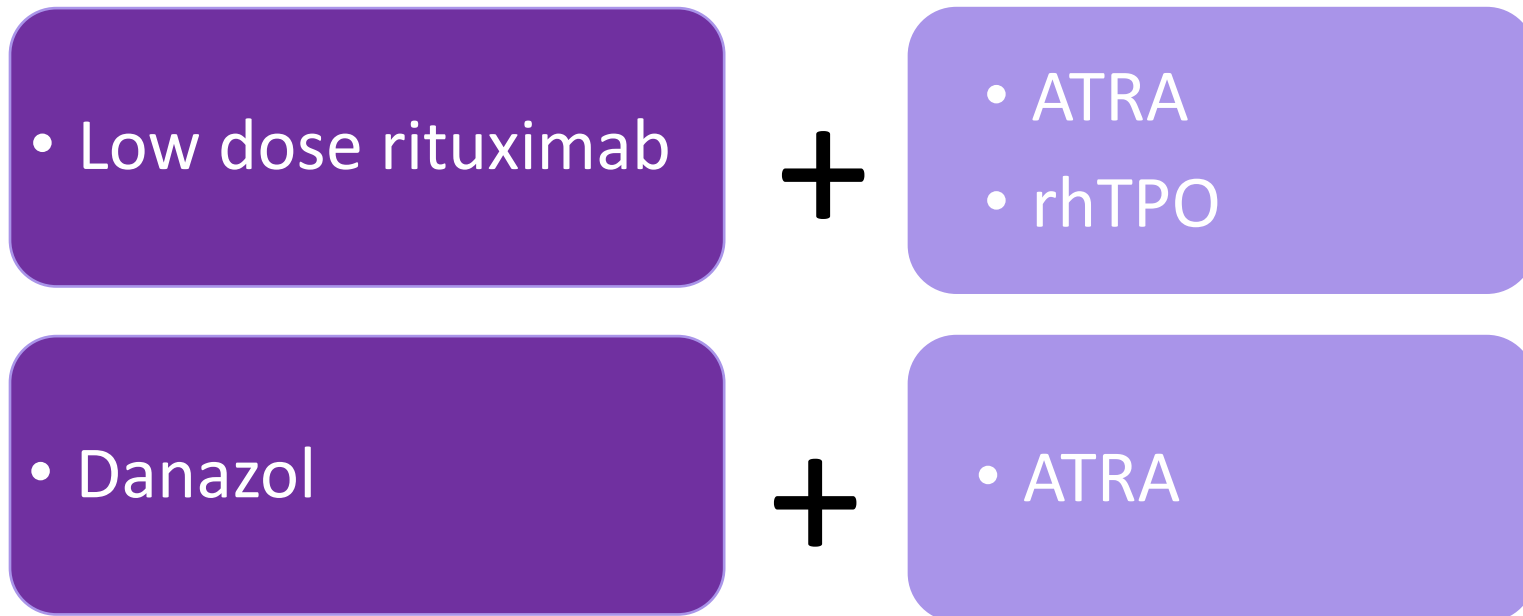 • Low dose rituximab
+
• ATRA
• rhTPO
• Danazol
+
• ATRA